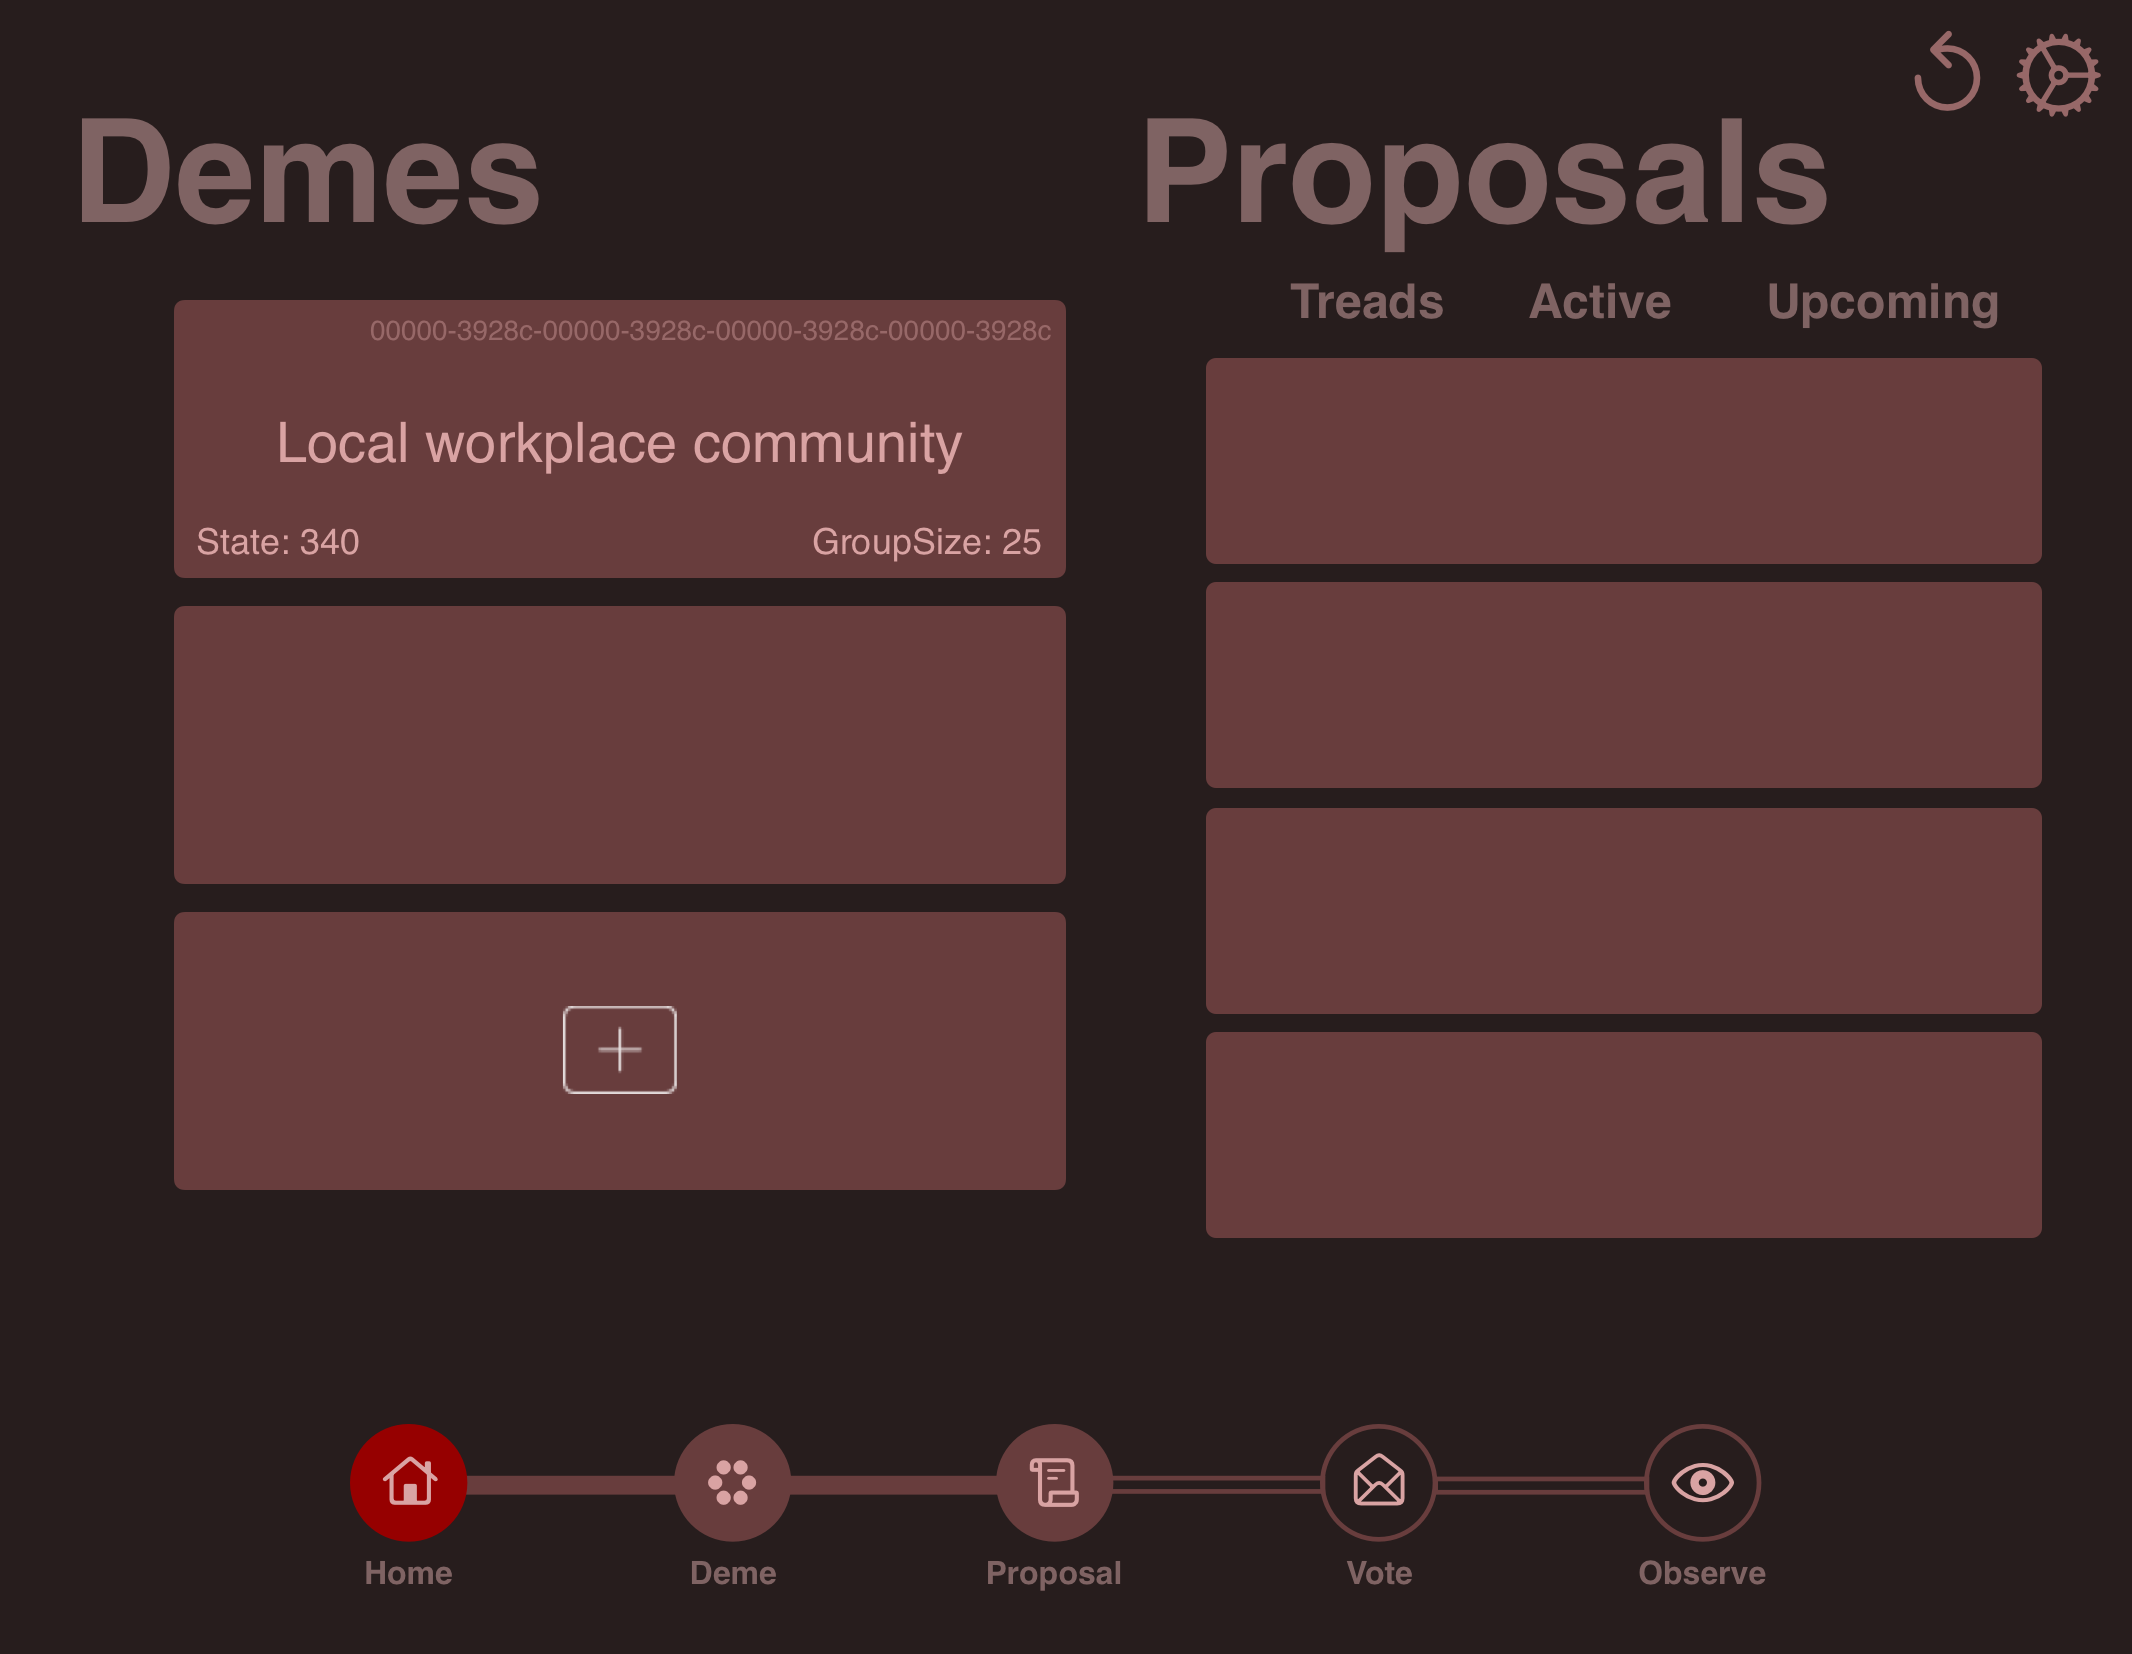 Demes
00000-3928c-00000-3928c-00000-3928c-00000-3928c
Local workplace community
State: 340
GroupSize: 25
Proposals
Treads
Active
Upcoming
Home
Deme
Proposal
Vote
Observe